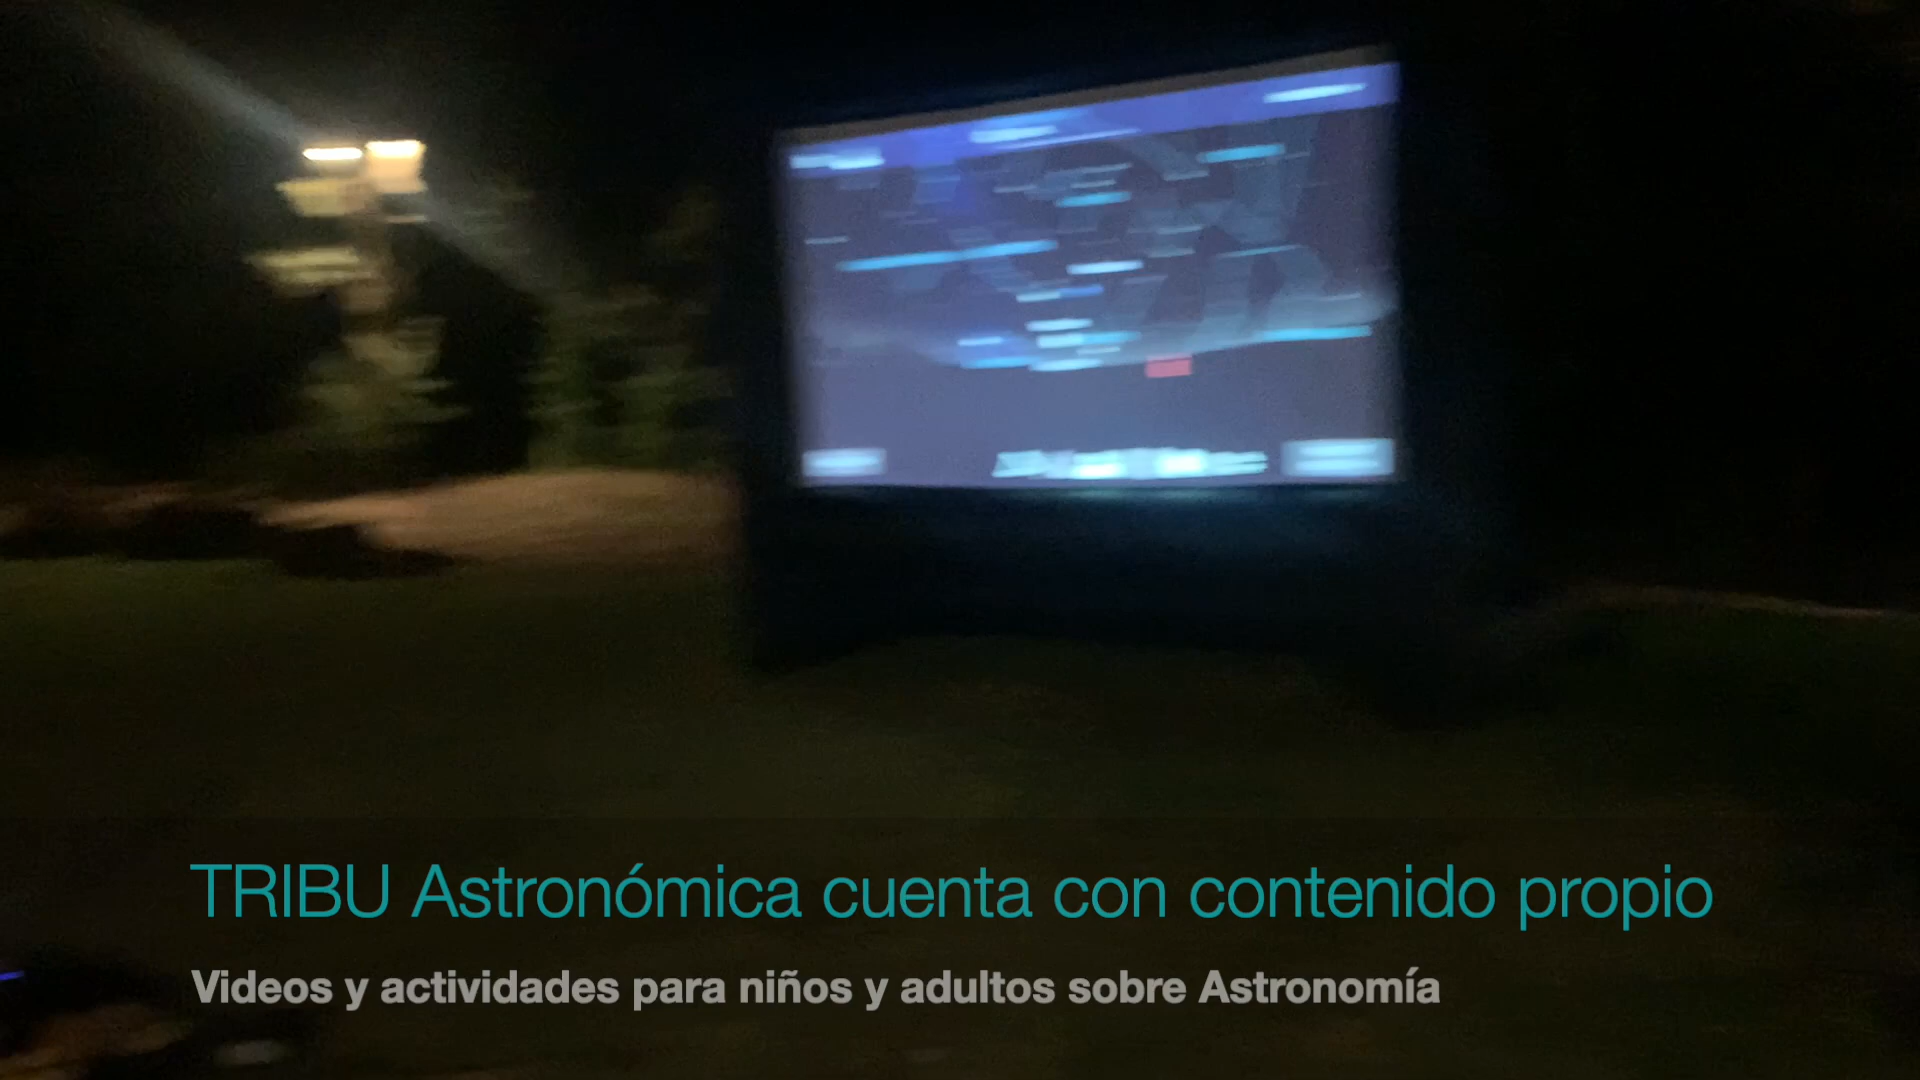 TRIBU Astronómica cuenta con contenido propio
Videos y actividades para niños y adultos sobre Astronomía